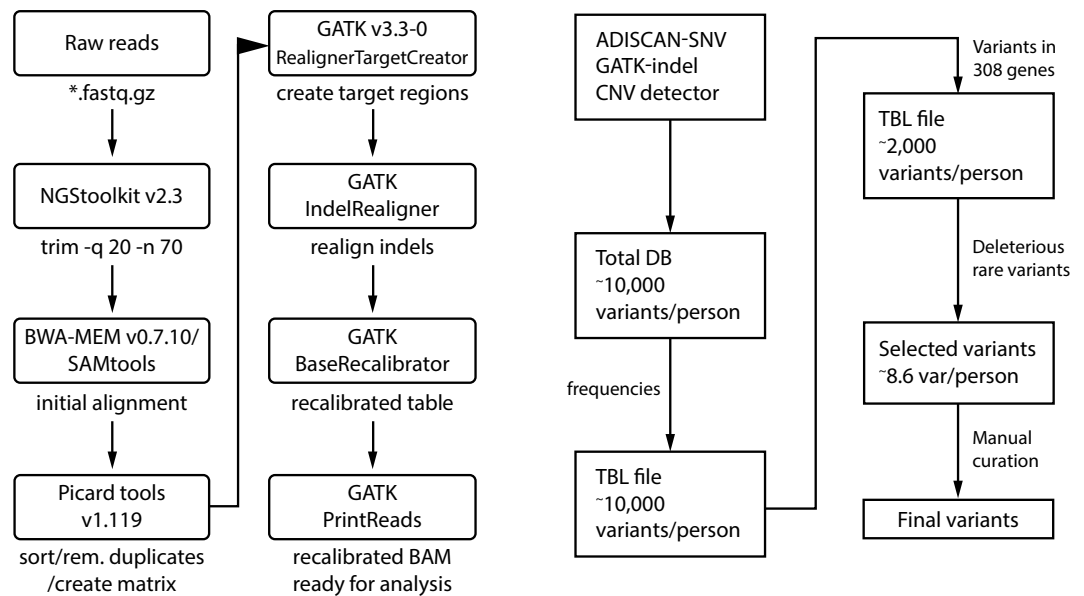 Raw reads
*.fastq.gz
NGStoolkit v2.3
trim -q 20 -n 70
BWA-MEM v0.7.10/
SAMtools
initial alignment
Picard tools
v1.119
sort/rem. duplicates
/create matrix
GATK v3.3-0
RealignerTargetCreator
create target regions
GATK
IndelRealigner
realign indels
GATK
BaseRecalibrator
recalibrated table
GATK
PrintReads
recalibrated BAM
ready for analysis
ADISCAN-SNV
GATK-indel
CNV detector
Total DB
~10,000
variants/person
frequencies
TBL file
~10,000
variants/person
Variants in
308 genes
TBL file
~2,000
variants/person
Deleterious
rare variants
Selected variants
~8.6 var/person
Manual
curation
Final variants